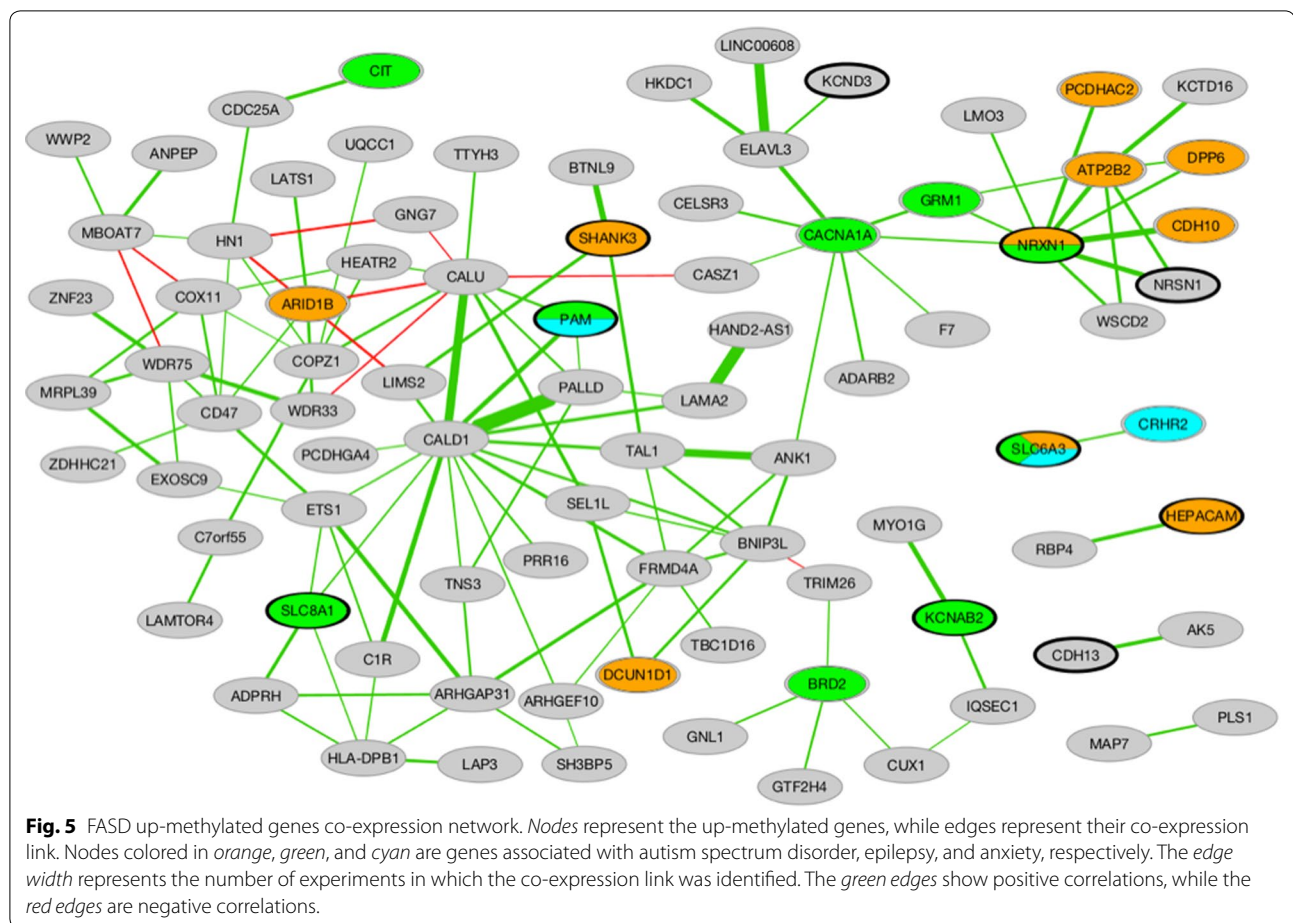 LINC00608
CIT
HKDC1
KCND3
PCDHAC2
KCTD16
CDC25A
LMO3
WWP2
UQCC1
ANPEP
TTYH3
ELAVL3
DPP6
BTNL9
ATP2B2
LATS1
GRM1
CELSR3
GNG7
MBOAT7
HN1
SHANK3
CACNA1A
CDH10
NRXN1
HEATR2
CALU
CASZ1
NRSN1
ZNF23
COX11
ARID1B
PAM
HAND2-AS1
F7
WSCD2
WDR75
COPZ1
LIMS2
PALLD
ADARB2
MRPL39
LAMA2
CD47
WDR33
CRHR2
CALD1
SLC6A3
ZDHHC21
PCDHGA4
TAL1
ANK1
EXOSC9
SEL1L
HEPACAM
ETS1
MYO1G
C7orf55
BNIP3L
RBP4
PRR16
FRMD4A
TNS3
TRIM26
LAMTOR4
SLC8A1
KCNAB2
AK5
TBC1D16
C1R
CDH13
DCUN1D1
BRD2
ADPRH
ARHGAP31
ARHGEF10
IQSEC1
PLS1
GNL1
MAP7
HLA-DPB1
LAP3
SH3BP5
CUX1
GTF2H4
Fig. 5 FASD up-methylated genes co-expression network. Nodes represent the up-methylated genes, while edges represent their co-expression
link. Nodes colored in orange, green, and cyan are genes associated with autism spectrum disorder, epilepsy, and anxiety, respectively. The edge
width represents the number of experiments in which the co-expression link was identified. The green edges show positive correlations, while the
red edges are negative correlations.